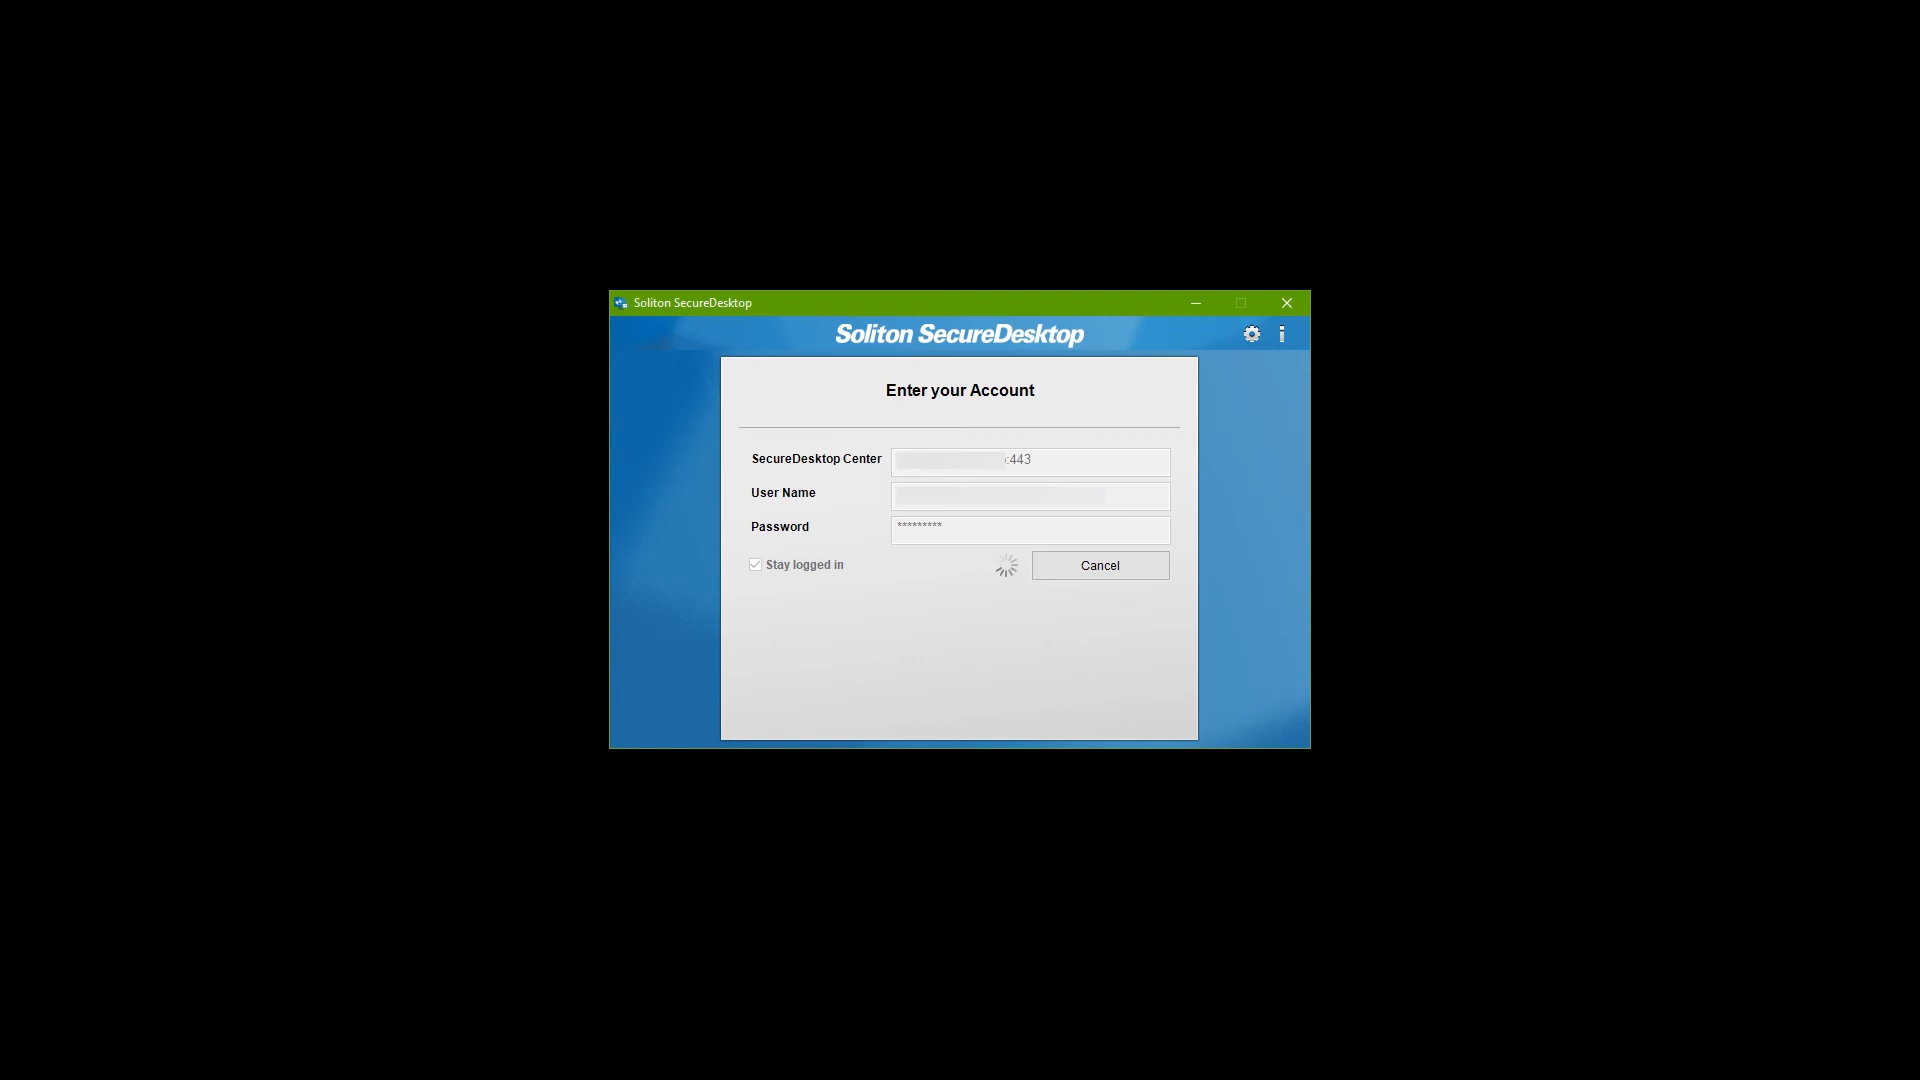 Soliton SecureDesktop
Soliton SecureDesktop
Enter your Account
SecureDesktop Center
:443
User Name
Password
*********
Stay logged in
Cancel